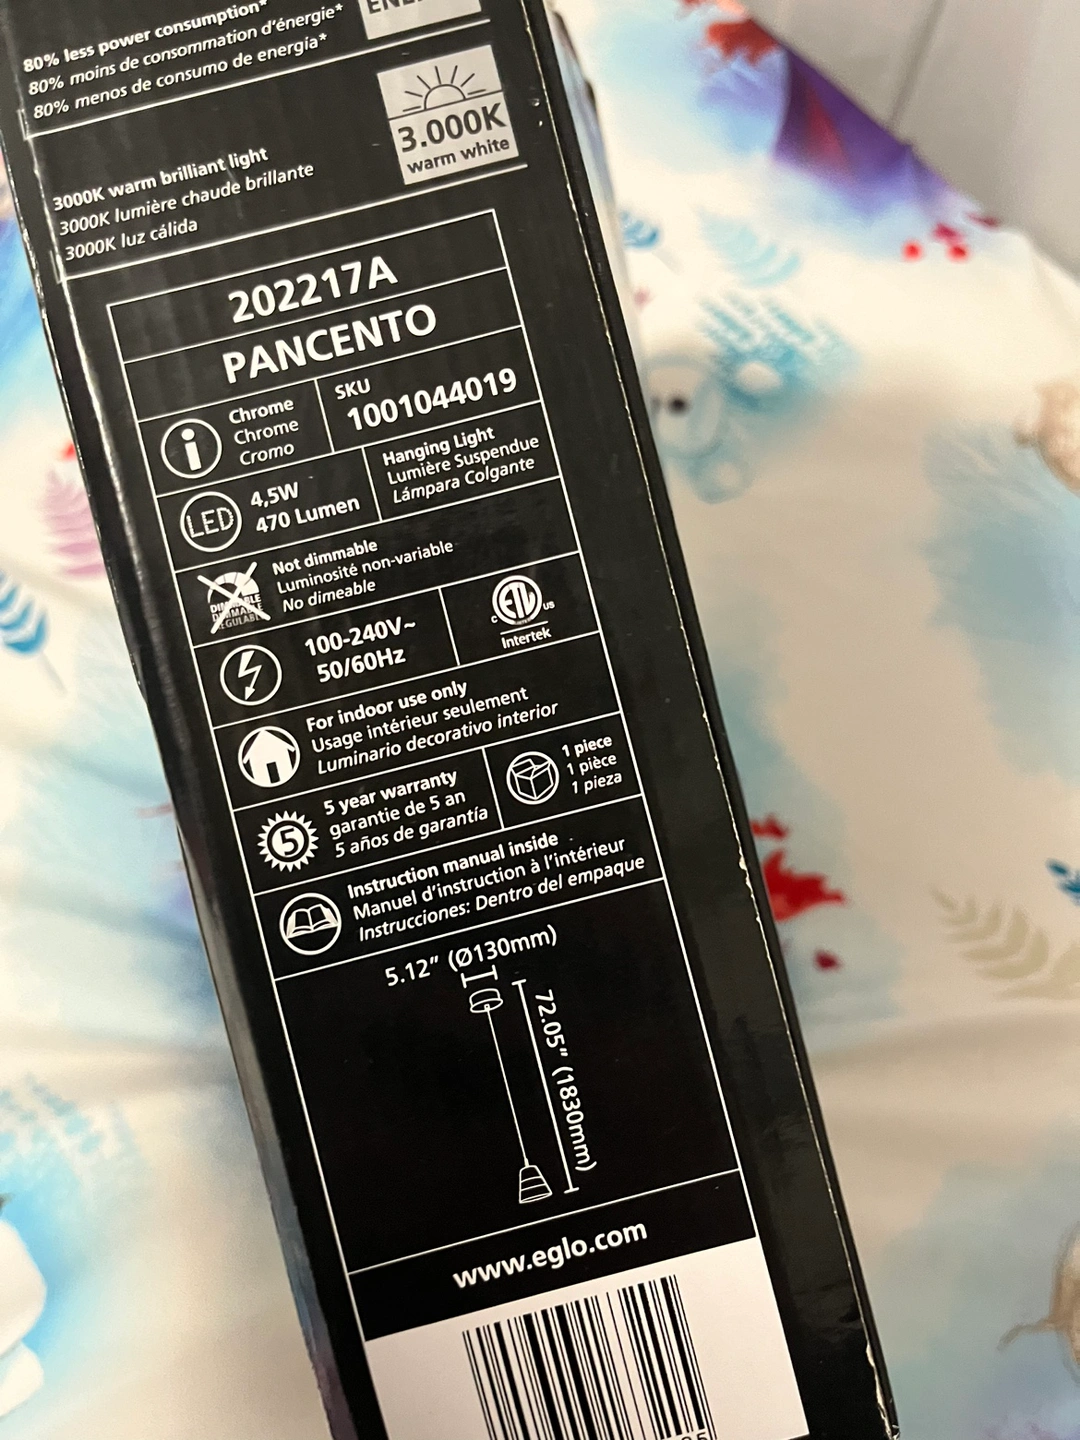 80% less power consumption*
80% moins de consommation d'énergie*
80% menos de consumo de energía*
3000K warm brilliant light
3000K lumière chaude brillante
3000K luz cálida
3.000K
warm white
202217A
PANCENTO
Chrome
Chrome
Cromo
SKU
1001044019
LED
4,5W
470 Lumen
Hanging Light
Lumière Suspendue
Lámpara Colgante
Not dimmable
Luminosité non-variable
No dimeable
100-240V~
50/60Hz
ETL
C US
Intertek
For indoor use only
Usage intérieur seulement
Luminario decorativo interior
5
5 year warranty
garantie de 5 an
5 años de garantía
1 piece
1 pièce
1 pieza
Instruction manual inside
Manuel d'instruction à l'intérieur
Instrucciones: Dentro del empaque
5.12" (Ø130mm)
72.05" (1830mm)
www.eglo.com